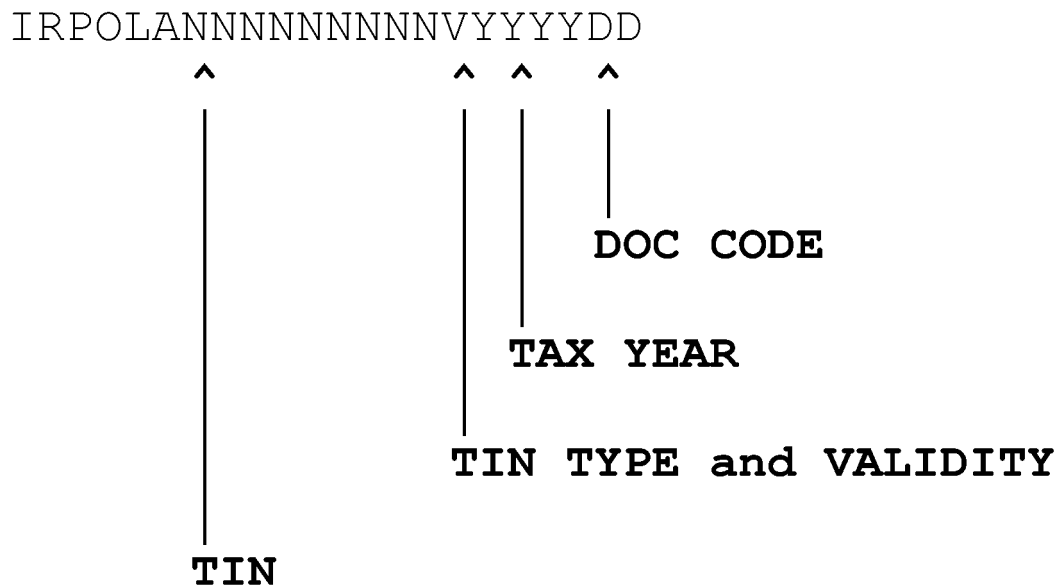 IRPOLANNNNNNNNNVYYYYDD
DOC CODE
TAX YEAR
TIN TYPE and VALIDITY
TIN